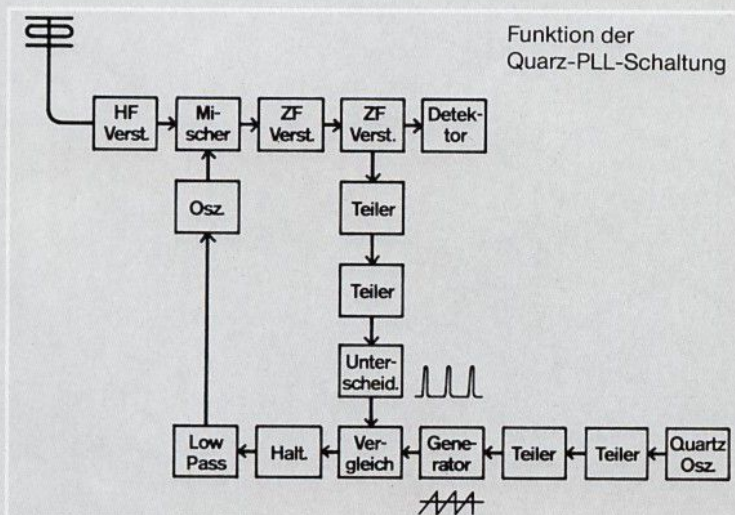 Funktion der
Quarz-PLL-Schaltung
HF
Verst.
Mi-
scher
ZF
Verst.
ZF
Verst.
Detek-
tor
Osz.
Teiler
Teiler
Unter-
scheid.
Low
Pass
Halt.
Ver-
gleich
Gene-
rator
Teiler
Teiler
Quartz
Osz.